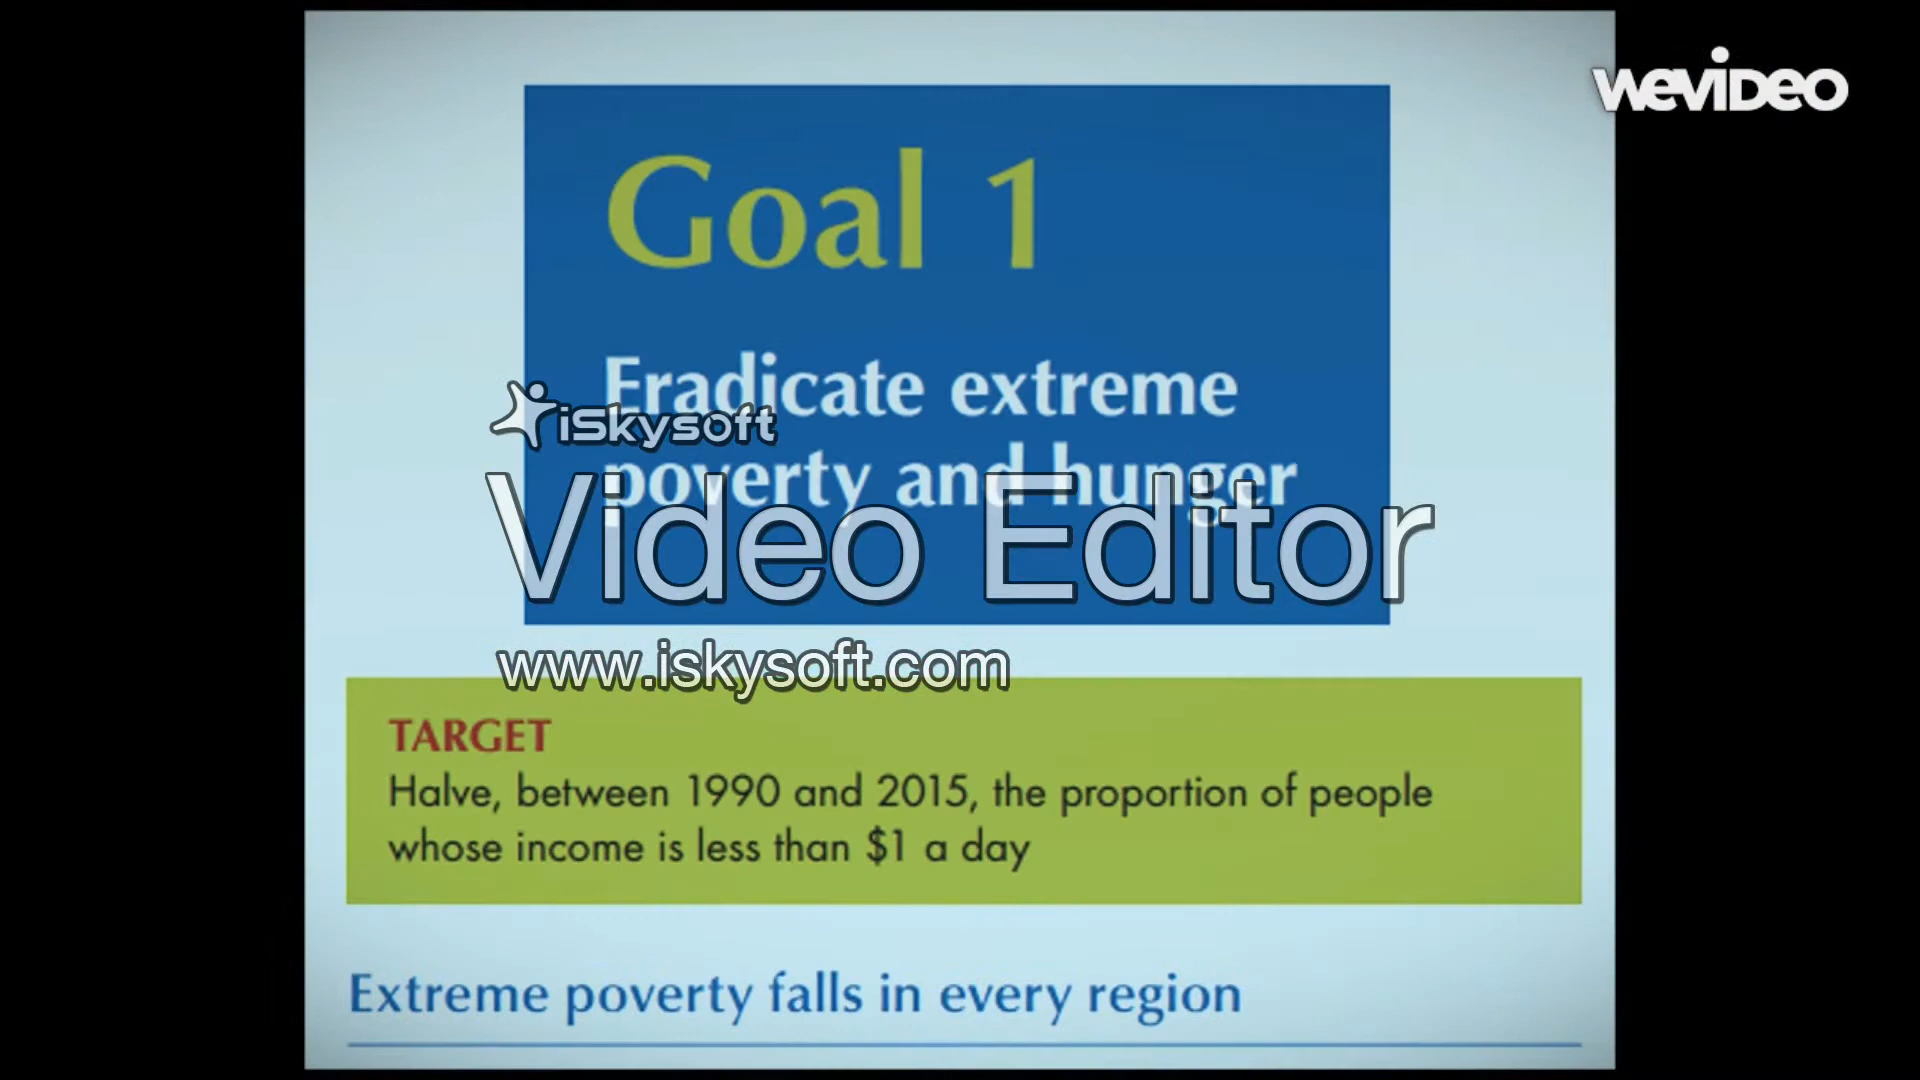 wevideo
Goal 1
Eradicate extreme
iSkysoft
poverty and hunger
Video Editor
www.iskysoft.com
TARGET
Halve, between 1990 and 2015, the proportion of people
whose income is less than $1 a day
Extreme poverty falls in every region